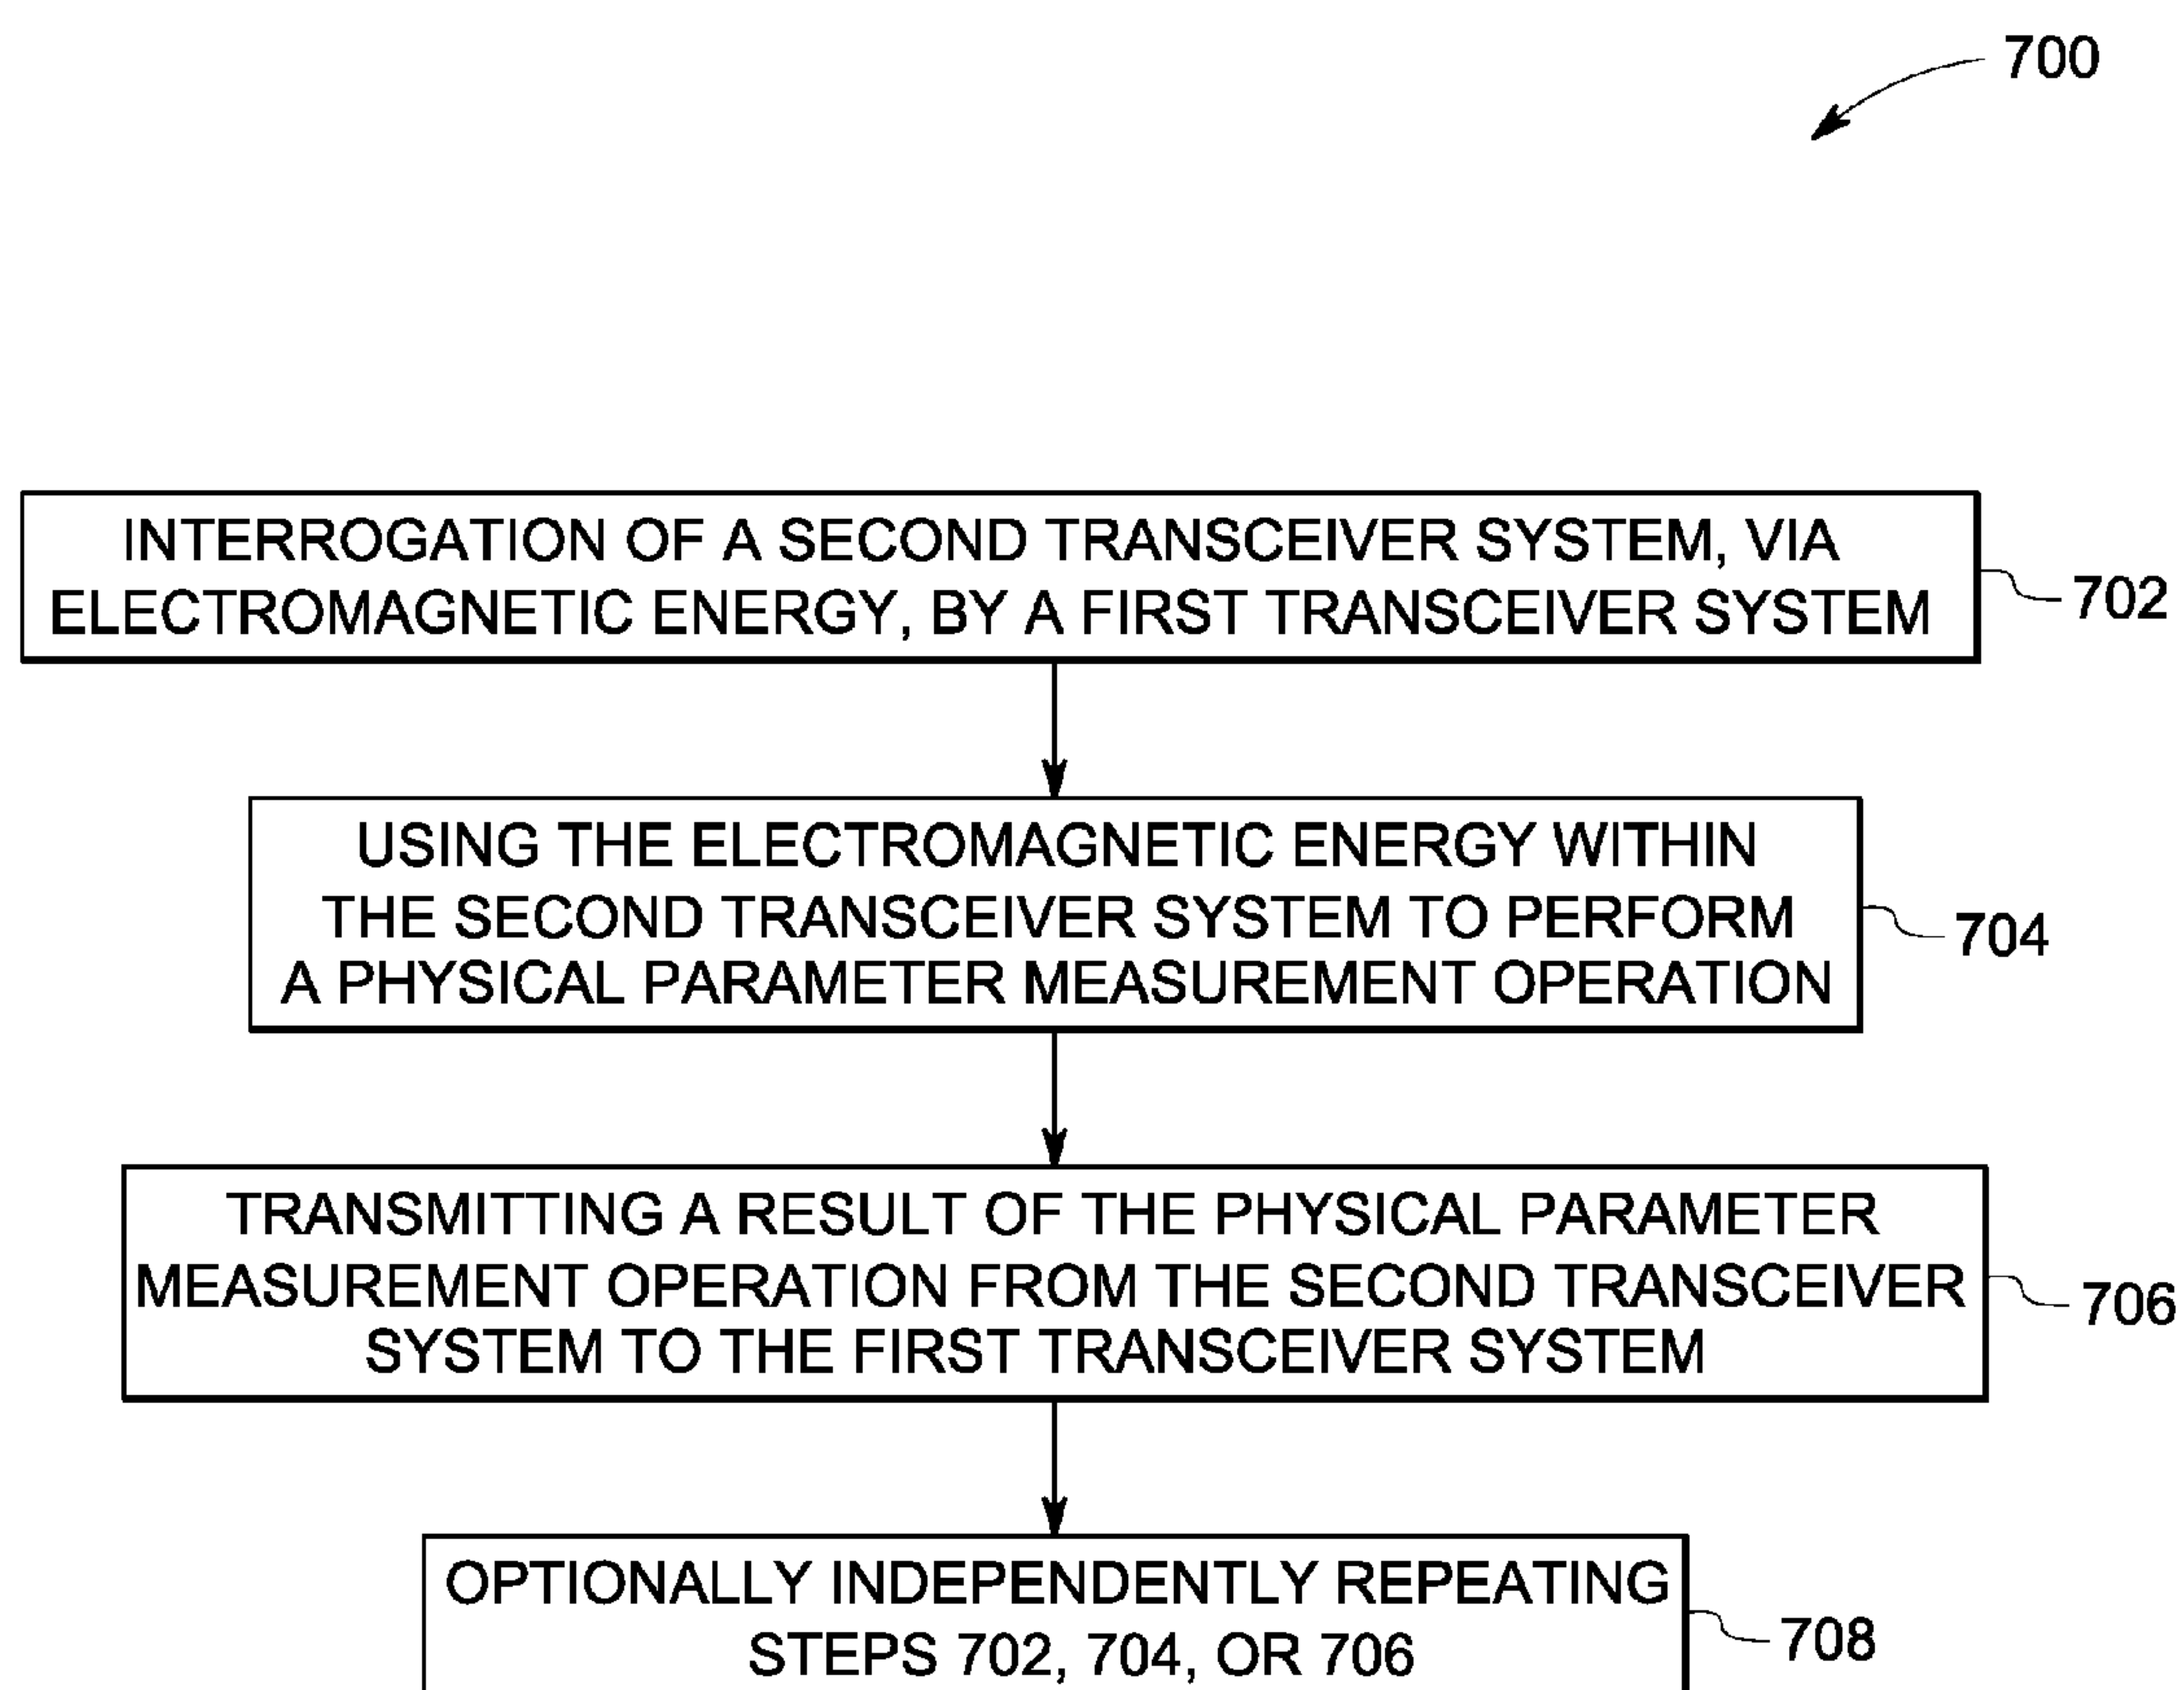 700
INTERROGATION OF A SECOND TRANSCEIVER SYSTEM, VIA
ELECTROMAGNETIC ENERGY, BY A FIRST TRANSCEIVER SYSTEM
702
USING THE ELECTROMAGNETIC ENERGY WITHIN
THE SECOND TRANSCEIVER SYSTEM TO PERFORM
A PHYSICAL PARAMETER MEASUREMENT OPERATION
704
TRANSMITTING A RESULT OF THE PHYSICAL PARAMETER
MEASUREMENT OPERATION FROM THE SECOND TRANSCEIVER
SYSTEM TO THE FIRST TRANSCEIVER SYSTEM
706
OPTIONALLY INDEPENDENTLY REPEATING
STEPS 702, 704, OR 706
708